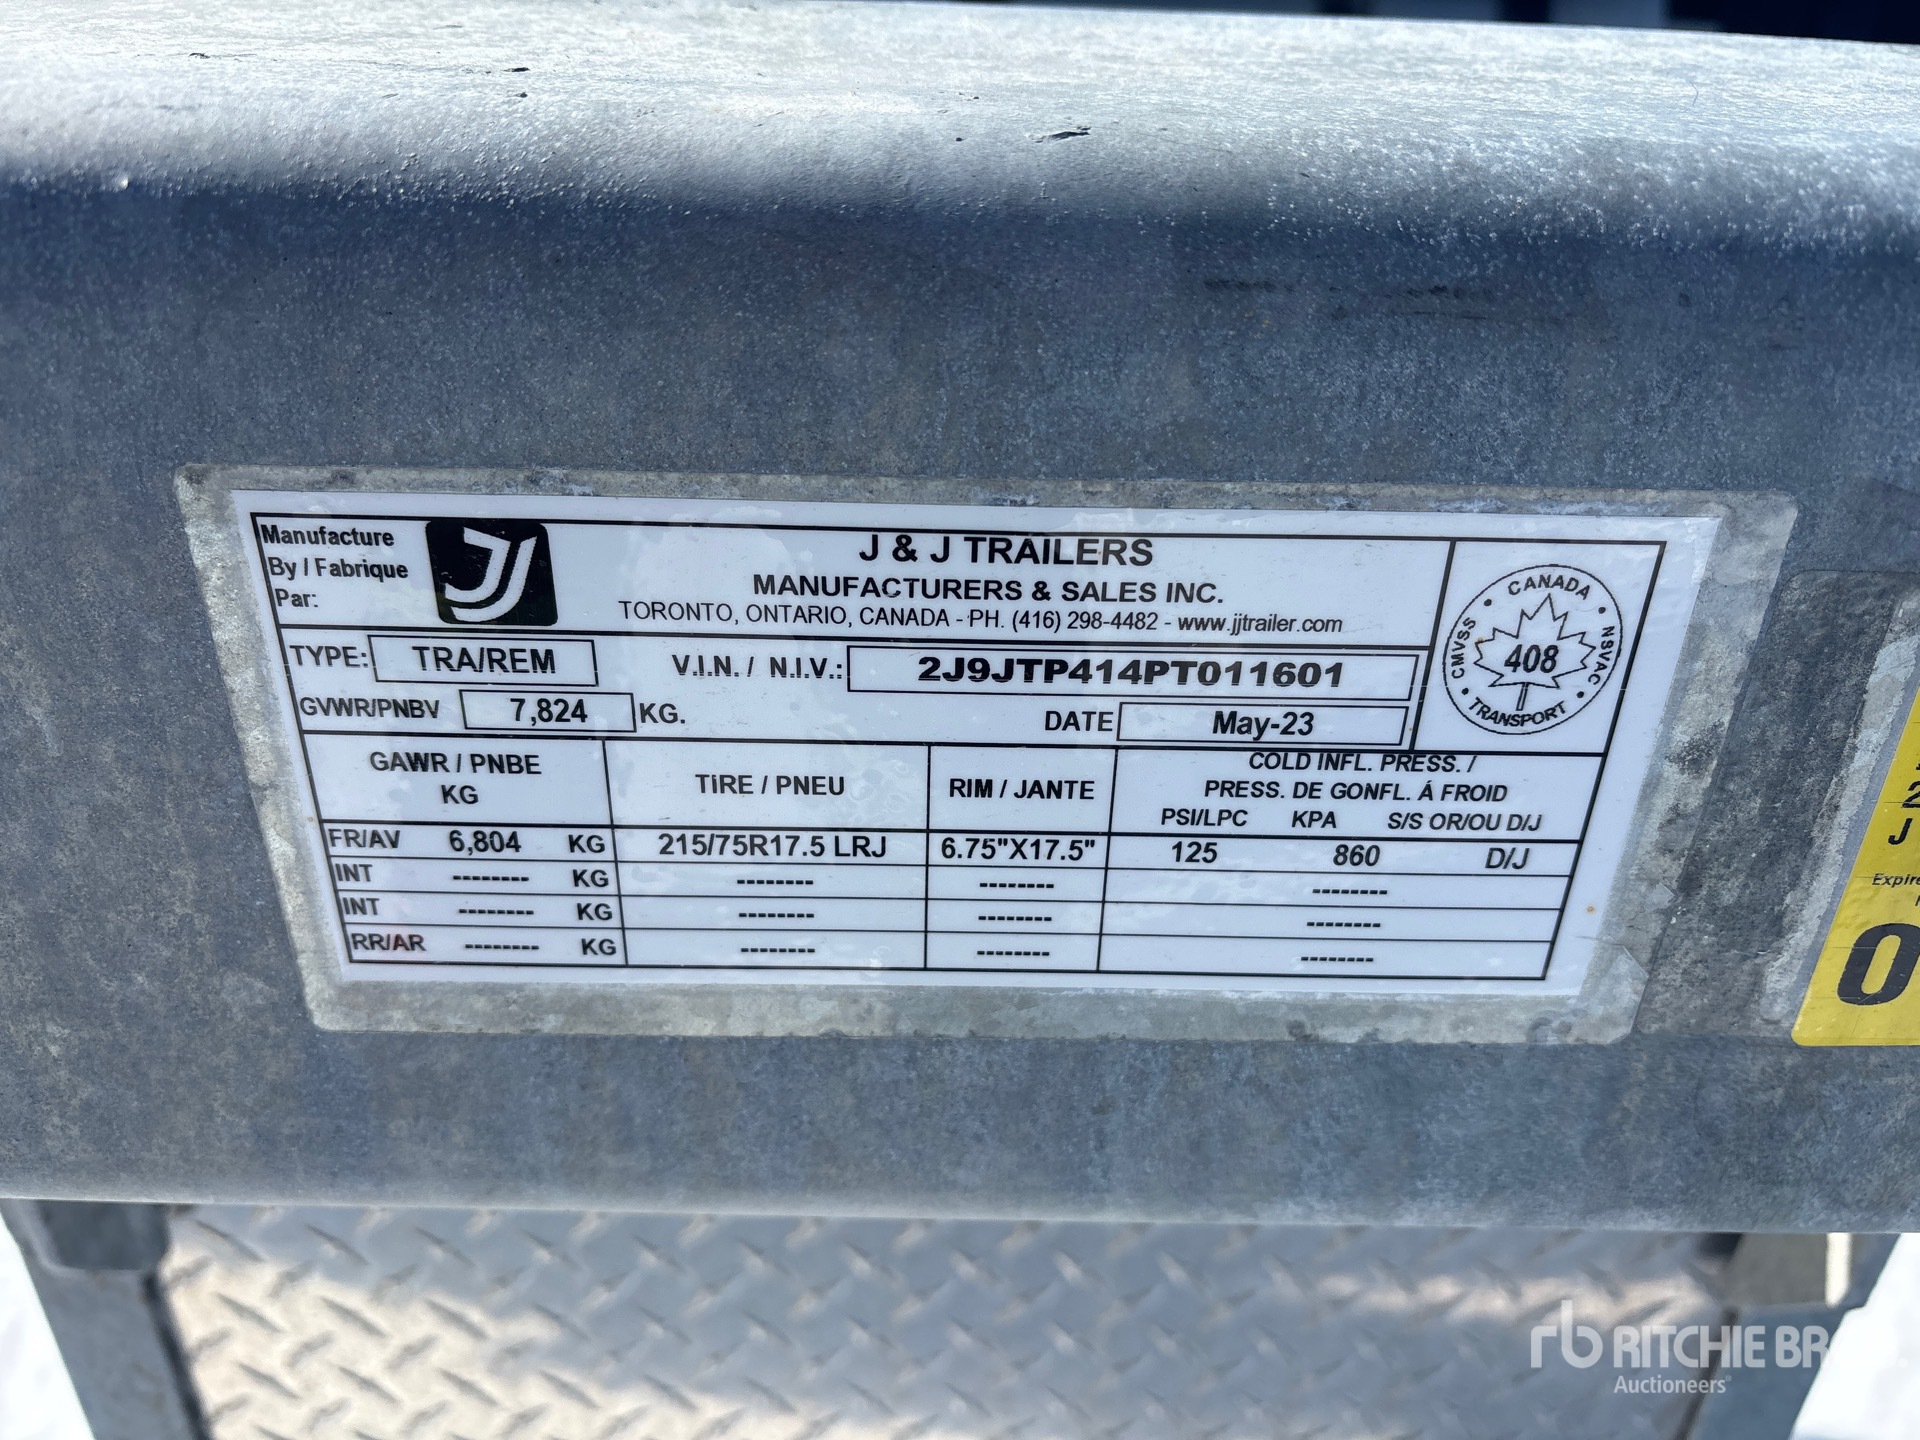 Manufacture
By / Fabrique
Par:
J & J TRAILERS
MANUFACTURERS & SALES INC.
TORONTO, ONTARIO, CANADA - PH. (416) 298-4482 - www.jjtrailer.com
CANADA
CMVSS 408 NSVAC
TRANSPORT
TYPE: TRA/REM V.I.N. / N.I.V.: 2J9JTP414PT011601
GVWR/PNBV 7,824 KG. DATE May-23
GAWR / PNBE
KG
TIRE / PNEU
RIM / JANTE
COLD INFL. PRESS. /
PRESS. DE GONFL. Á FROID
PSI/LPC KPA S/S OR/OU D/J
FR/AV 6,804 KG 215/75R17.5 LRJ 6.75"X17.5" 125 860 D/J
INT -------- KG -------- -------- --------
INT -------- KG -------- -------- --------
RR/AR -------- KG -------- -------- --------
2
J
0
rb RITCHIE BR
Auctioneers